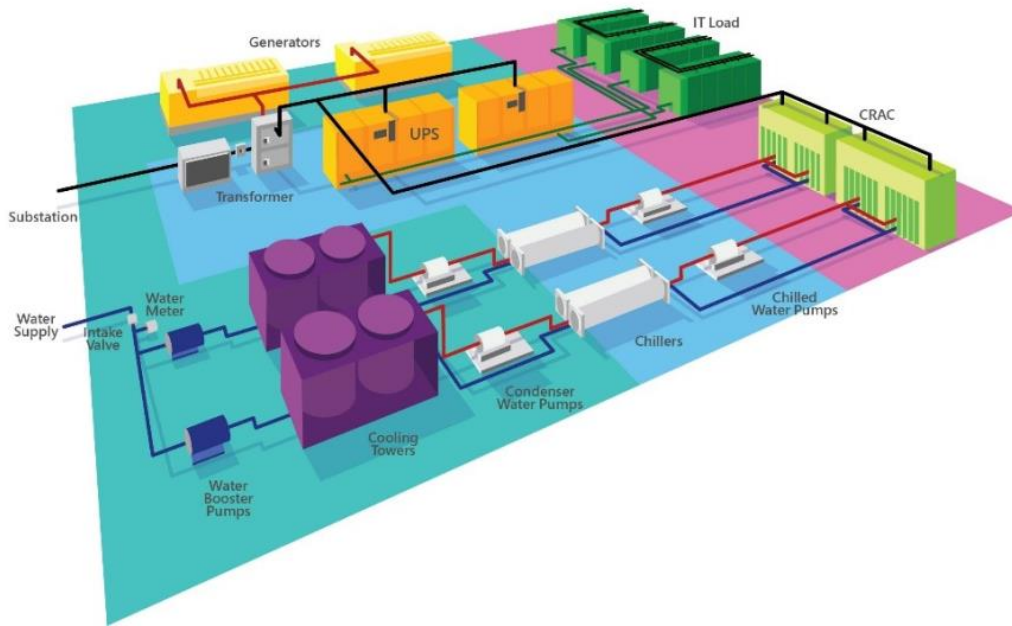 Generators
IT Load
UPS
CRAC
Substation
Transformer
Water
Meter
Water
Supply
Intake
Valve
Chilled
Water Pumps
Chillers
Condenser
Water Pumps
Cooling
Towers
Water
Booster
Pumps